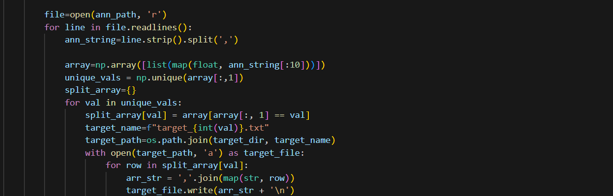 file=open(ann_path, 'r')
for line in file.readlines():
    ann_string=line.strip().split(',')

    array=np.array([list(map(float, ann_string[:10]))])
    unique_vals = np.unique(array[:,1])
    split_array={}
    for val in unique_vals:
        split_array[val] = array[array[:, 1] == val]
        target_name=f"target_{int(val)}.txt"
        target_path=os.path.join(target_dir, target_name)
        with open(target_path, 'a') as target_file:
            for row in split_array[val]:
                arr_str = ','.join(map(str, row))
                target_file.write(arr_str + '\n')